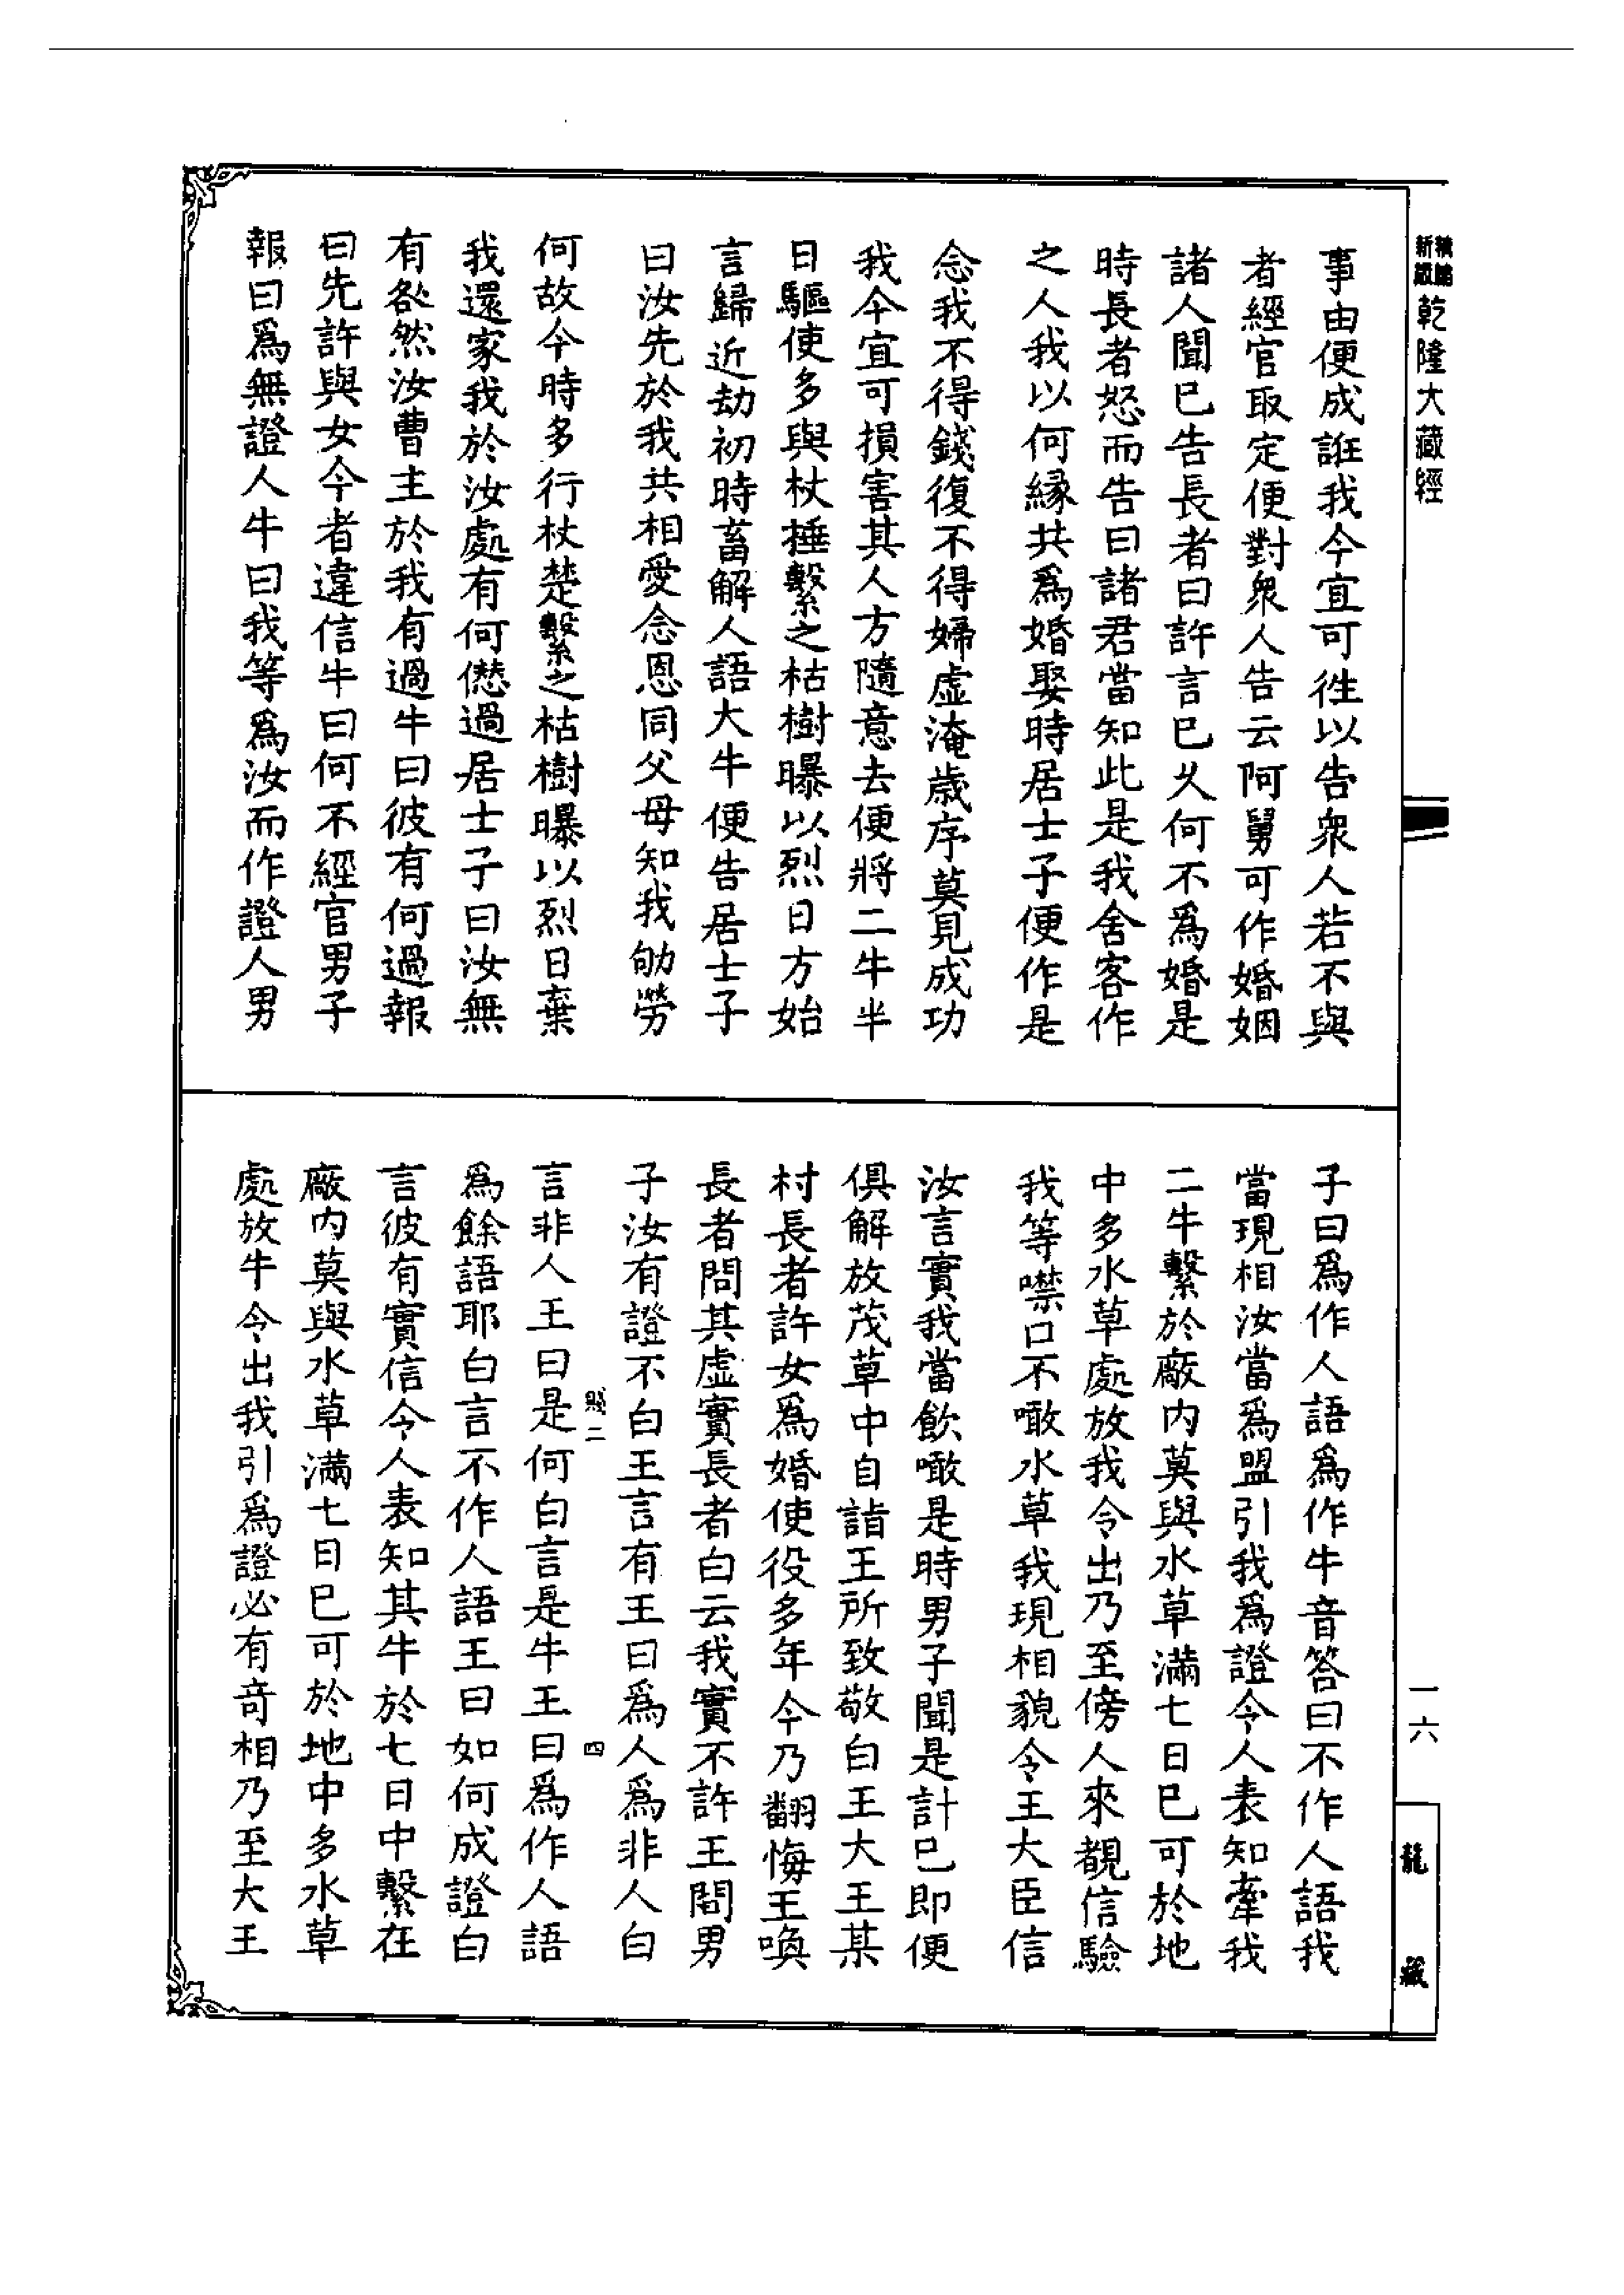 乾隆大藏經
事由便成誑我今宜可徃以告衆人若不與
者經官取定便對衆人告云阿舅可作婚姻
諸人聞已告長者曰許言已乆何不爲婚是
時長者怒而告曰諸君當知此是我舍客作
之人我以何緣共爲婚娶時居士子便作是
念我不得錢復不得婦虛淹歲序莫見成功
我今宜可損害其人方隨意去便將二牛半
日驅使多與杖捶繫之枯樹曝以烈日方始
言歸近劫初時畜解人語大牛便告居士子
曰汝先於我共相愛念恩同父母知我劬勞
何故今時多行杖楚繫之枯樹曝以烈日棄
我還家我於汝處有何僁過居士子曰汝無
有㤪然汝曹主於我有過牛曰彼有何過報
曰先許與女今者違信牛曰何不經官男子
報曰爲無證人牛曰我等爲汝而作證人男
子曰爲作人語爲作牛音答曰不作人語我
當現相汝當爲盟引我爲證令人表知牽我
二牛繫於廠内莫與水草滿七日已可於地
中多水草處放我令出乃至傍人來覩信驗
我等噤口不噉水草我現相貌令王大臣信
汝言實我當飲噉是時男子聞是計已即便
俱解放茂草中自詣王所致敬白王大王某
村長者許女爲婚使役多年今乃翻悔王喚
長者問其虛實長者白云我實不許王問男
子汝有證不白王言有王曰爲人爲非人白
言非人王曰是何白言是牛王曰爲作人語
爲餘語耶白言不作人語王曰如何成證白
言彼有實信令人表知其牛於七日中繫在
廠内莫與水草滿七日已可於地中多水草
處放牛令出我引爲證必有竒相乃至大王
二
四
一六
龍藏